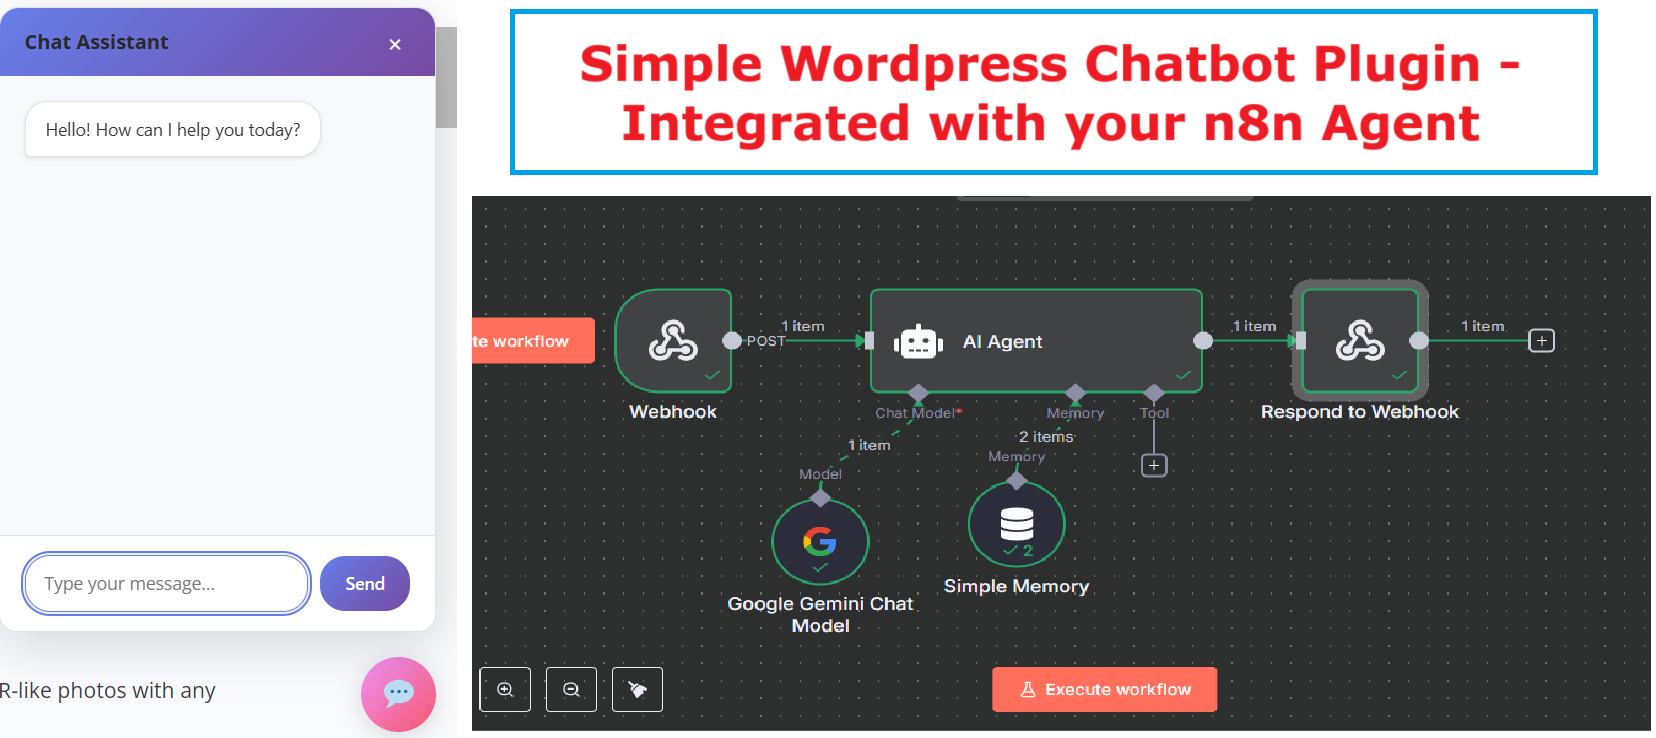 Chat Assistant
×
Hello! How can I help you today?
Type your message...
Send
R-like photos with any
Simple Wordpress Chatbot Plugin -
Integrated with your n8n Agent
te workflow
POST
1 item
AI Agent
1 item
1 item
Webhook
Chat Model*
Memory
Tool
Respond to Webhook
1 item
2 items
Model
Memory
2
Google Gemini Chat
Model
Simple Memory
Execute workflow